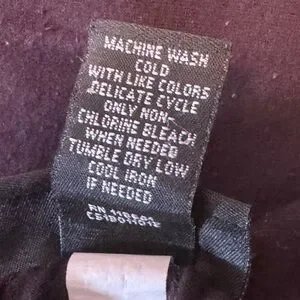 MACHINE WASH
COLD
WITH LIKE COLORS
DELICATE CYCLE
ONLY NON-
CHLORINE BLEACH
WHEN NEEDED
TUMBLE DRY LOW
COOL IRON
IF NEEDED
RN